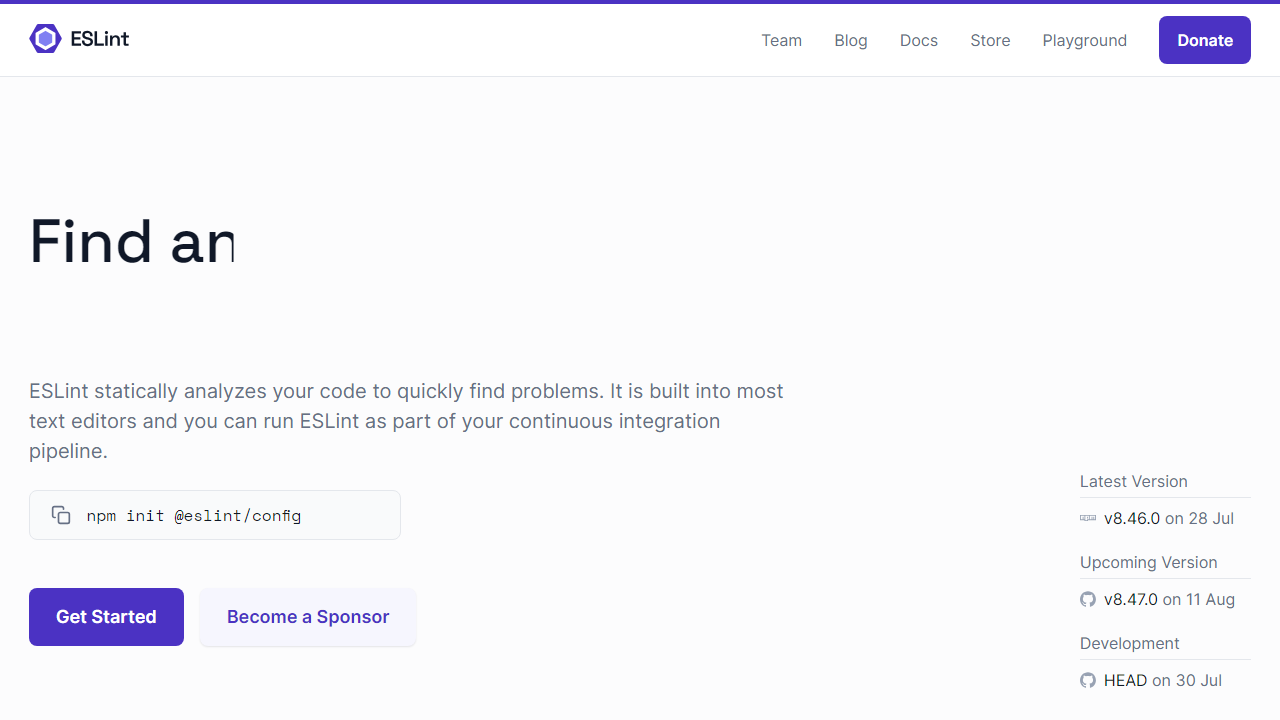 ESLint
Team Blog Docs Store Playground Donate
Find an
ESLint statically analyzes your code to quickly find problems. It is built into most
text editors and you can run ESLint as part of your continuous integration
pipeline.
npm init @eslint/config
Get Started Become a Sponsor
Latest Version
v8.46.0 on 28 Jul
Upcoming Version
v8.47.0 on 11 Aug
Development
HEAD on 30 Jul